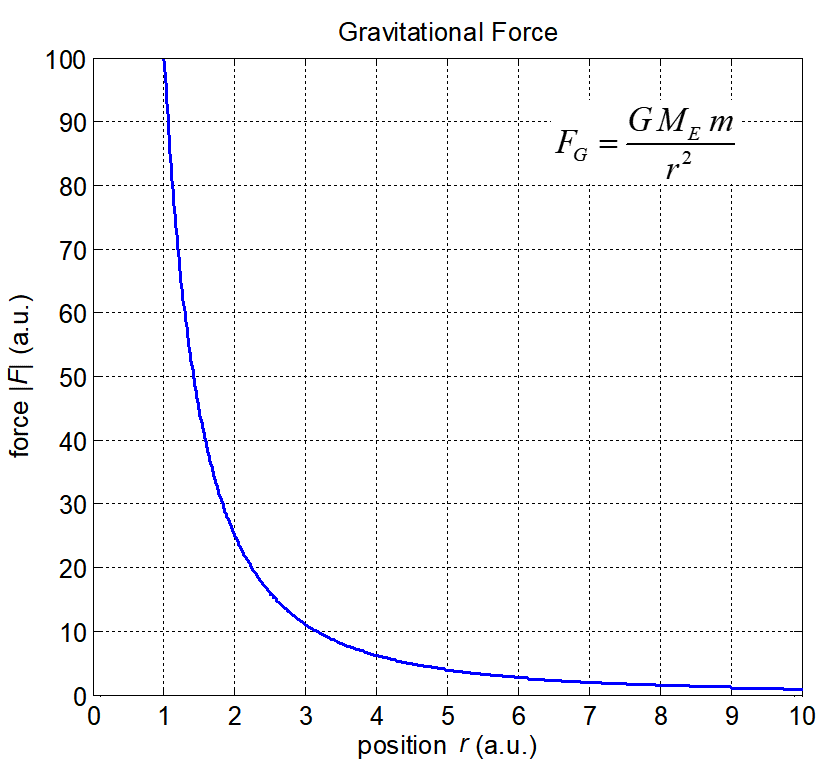 Gravitational Force
100
90
80
70
60
50
40
30
20
10
0
F_G = G M_E m / r^2
force |F| (a.u.)
0 1 2 3 4 5 6 7 8 9 10
position r (a.u.)